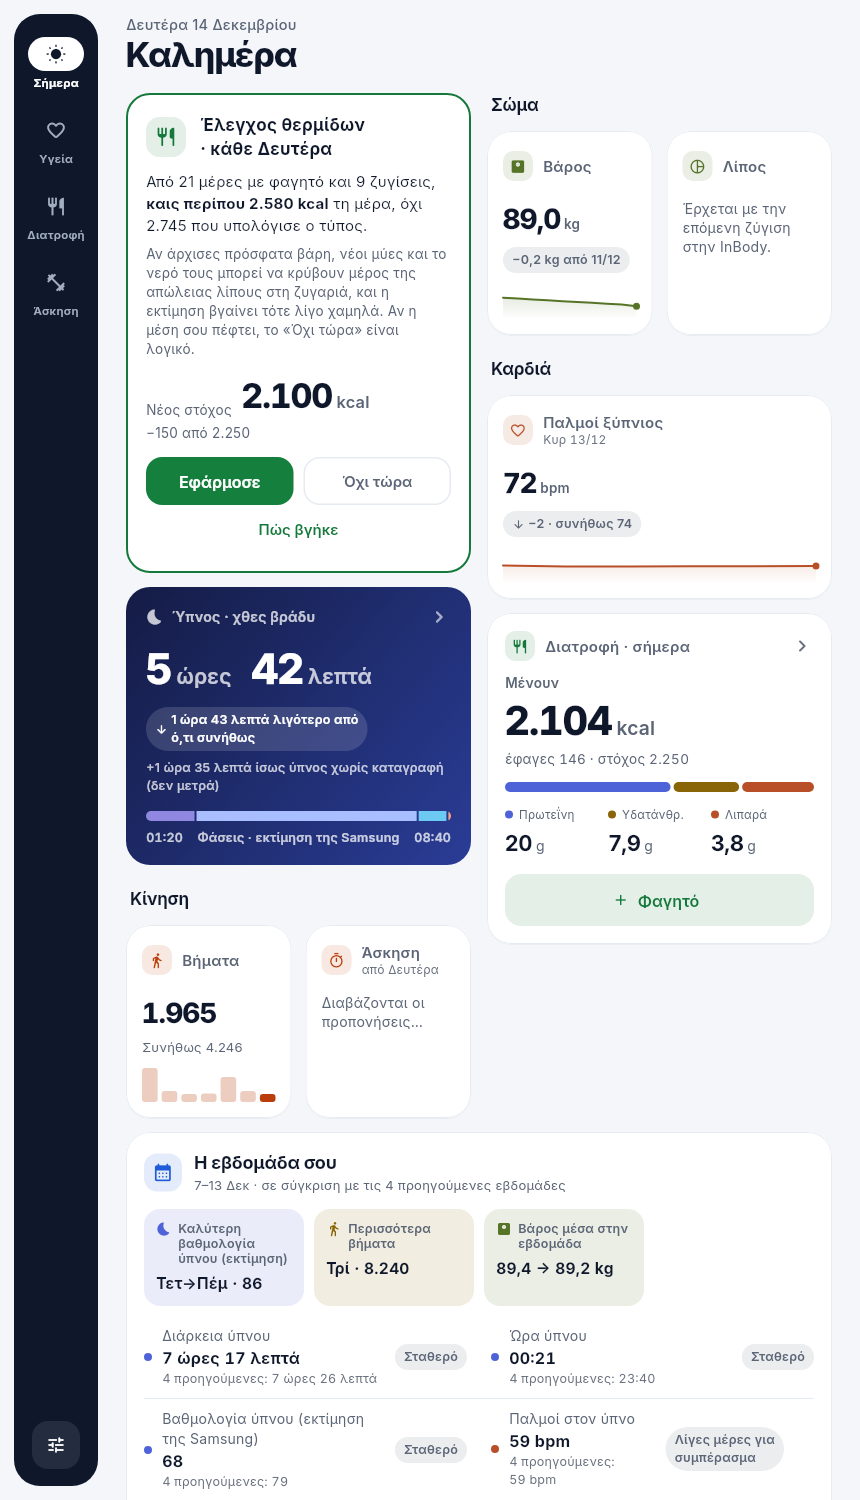 Δευτέρα 14 Δεκεμβρίου
Καλημέρα
Σήμερα
Υγεία
Διατροφή
Άσκηση
Έλεγχος θερμίδων
· κάθε Δευτέρα
Από 21 μέρες με φαγητό και 9 ζυγίσεις,
καις περίπου 2.580 kcal τη μέρα, όχι
2.745 που υπολόγισε ο τύπος.
Αν άρχισες πρόσφατα βάρη, νέοι μύες και το
νερό τους μπορεί να κρύβουν μέρος της
απώλειας λίπους στη ζυγαριά, και η
εκτίμηση βγαίνει τότε λίγο χαμηλά. Αν η
μέση σου πέφτει, το «Όχι τώρα» είναι
λογικό.
Νέος στόχος 2.100 kcal
−150 από 2.250
Εφάρμοσε
Όχι τώρα
Πώς βγήκε
Ύπνος · χθες βράδυ
5 ώρες 42 λεπτά
↓ 1 ώρα 43 λεπτά λιγότερο από
ό,τι συνήθως
+1 ώρα 35 λεπτά ίσως ύπνος χωρίς καταγραφή
(δεν μετρά)
01:20 Φάσεις · εκτίμηση της Samsung 08:40
Κίνηση
Βήματα
1.965
Συνήθως 4.246
Άσκηση
από Δευτέρα
Διαβάζονται οι
προπονήσεις…
Σώμα
Βάρος
89,0 kg
−0,2 kg από 11/12
Λίπος
Έρχεται με την
επόμενη ζύγιση
στην InBody.
Καρδιά
Παλμοί ξύπνιος
Κυρ 13/12
72 bpm
↓ −2 · συνήθως 74
Διατροφή · σήμερα
Μένουν
2.104 kcal
έφαγες 146 · στόχος 2.250
Πρωτεΐνη
20 g
Υδατάνθρ.
7,9 g
Λιπαρά
3,8 g
+ Φαγητό
Η εβδομάδα σου
7–13 Δεκ · σε σύγκριση με τις 4 προηγούμενες εβδομάδες
Καλύτερη
βαθμολογία
ύπνου (εκτίμηση)
Τετ→Πέμ · 86
Περισσότερα
βήματα
Τρί · 8.240
Βάρος μέσα στην
εβδομάδα
89,4 → 89,2 kg
Διάρκεια ύπνου
7 ώρες 17 λεπτά
4 προηγούμενες: 7 ώρες 26 λεπτά
Σταθερό
Ώρα ύπνου
00:21
4 προηγούμενες: 23:40
Σταθερό
Βαθμολογία ύπνου (εκτίμηση
της Samsung)
68
4 προηγούμενες: 79
Σταθερό
Παλμοί στον ύπνο
59 bpm
4 προηγούμενες:
59 bpm
Λίγες μέρες για
συμπέρασμα